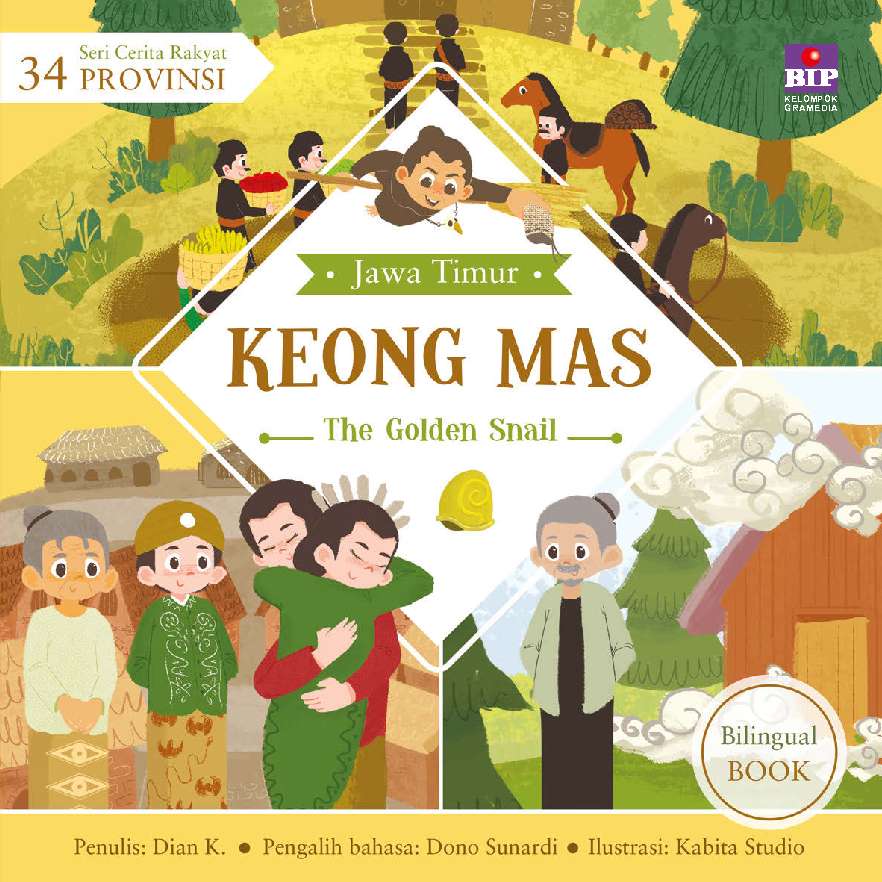 34 Seri Cerita Rakyat
PROVINSI
BIP
KELOMPOK
GRAMEDIA
• Jawa Timur •
KEONG MAS
The Golden Snail
Bilingual
BOOK
Penulis: Dian K. ● Pengalih bahasa: Dono Sunardi ● Ilustrasi: Kabita Studio